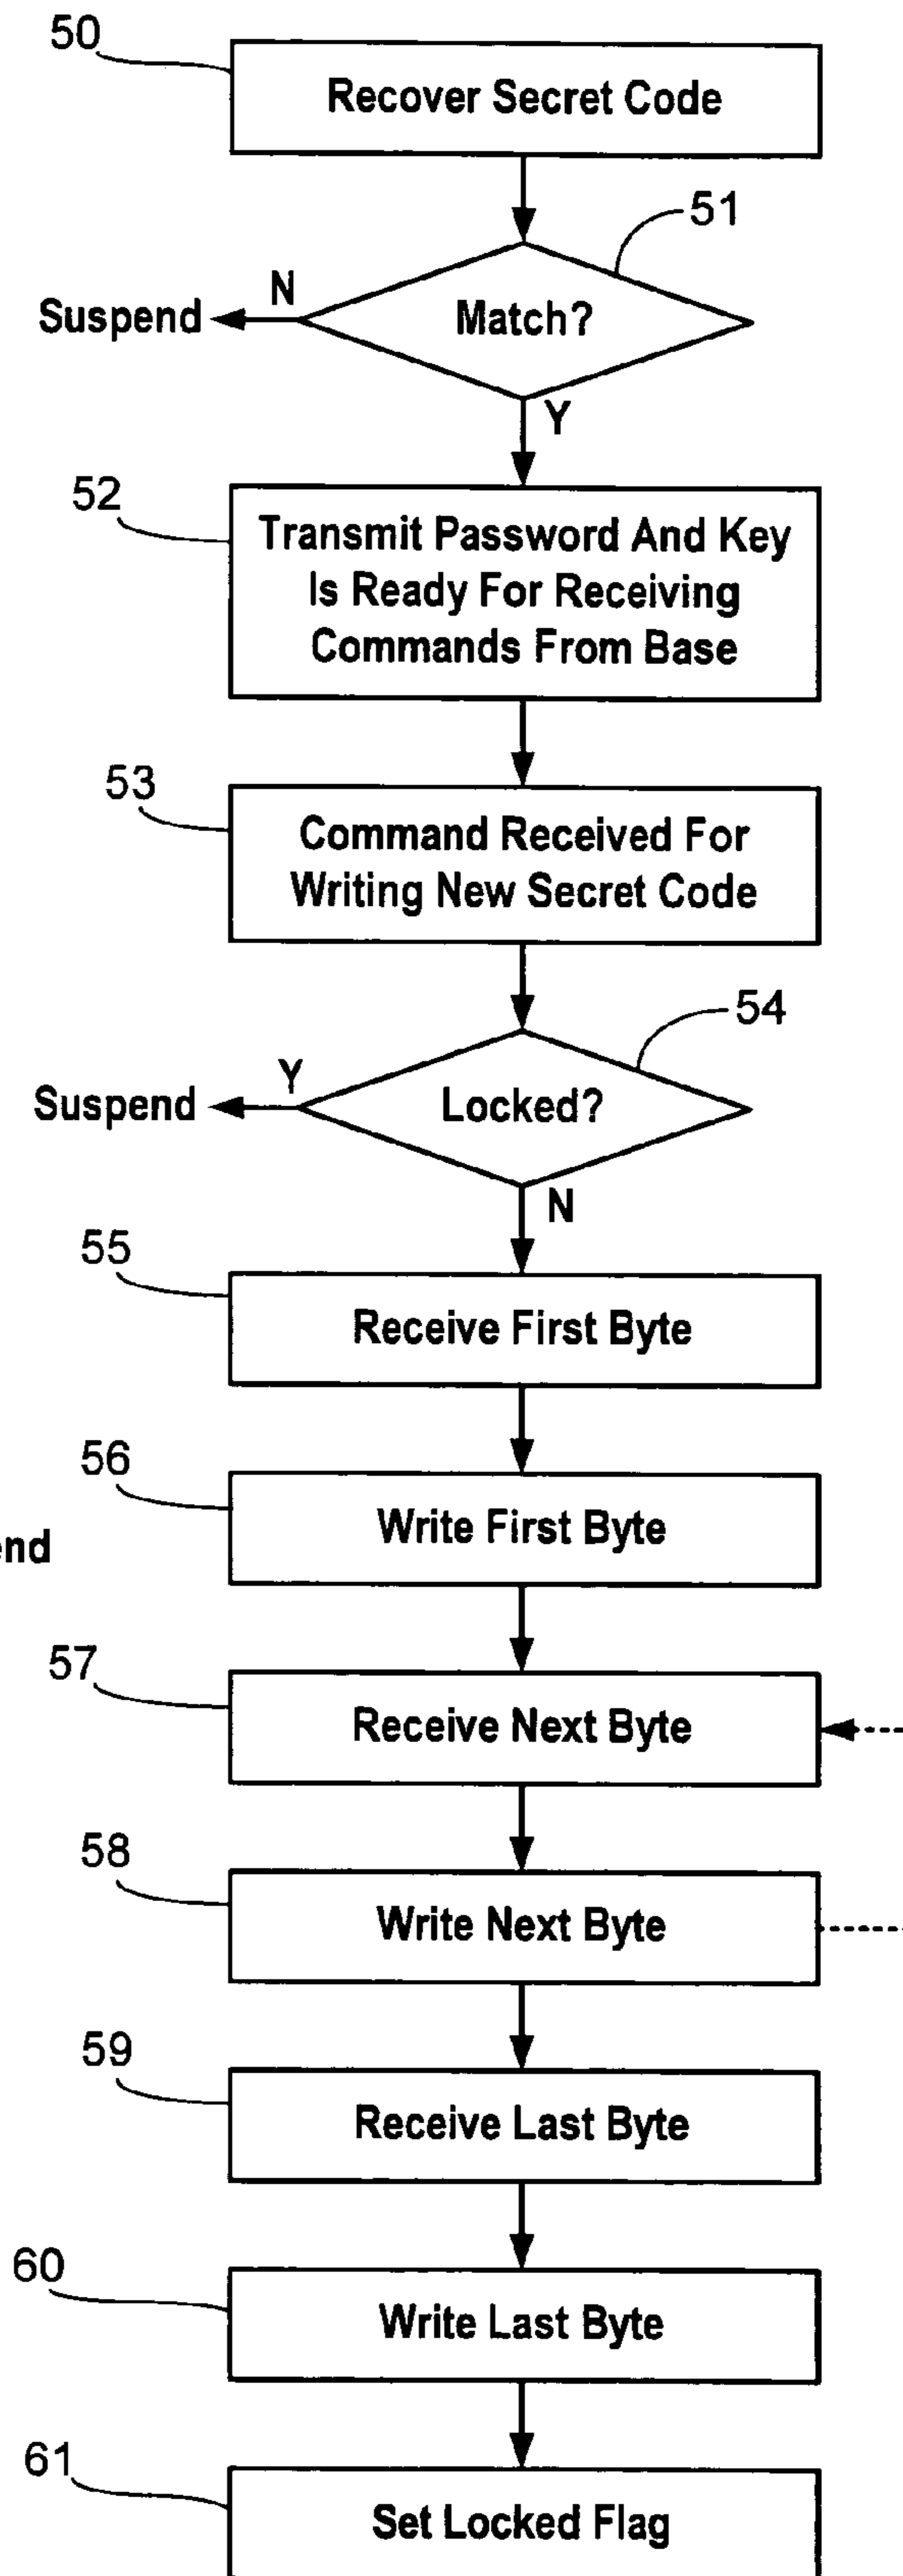 50
Recover Secret Code
51
Match?
N
Suspend
Y
52
Transmit Password And Key
Is Ready For Receiving
Commands From Base
53
Command Received For
Writing New Secret Code
54
Locked?
Y
Suspend
N
55
Receive First Byte
56
Write First Byte
end
57
Receive Next Byte
58
Write Next Byte
59
Receive Last Byte
60
Write Last Byte
61
Set Locked Flag